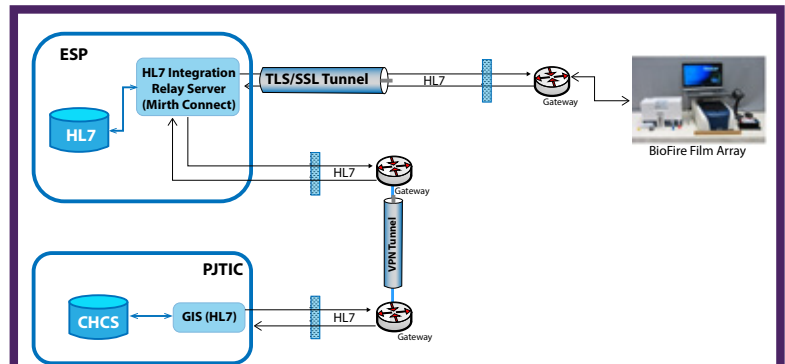 ESP
HL7 Integration
Relay Server
(Mirth Connect)
HL7
TLS/SSL Tunnel
HL7
Gateway
BioFire Film Array
HL7
Gateway
VPN Tunnel
PJTIC
CHCS
GIS (HL7)
HL7
Gateway